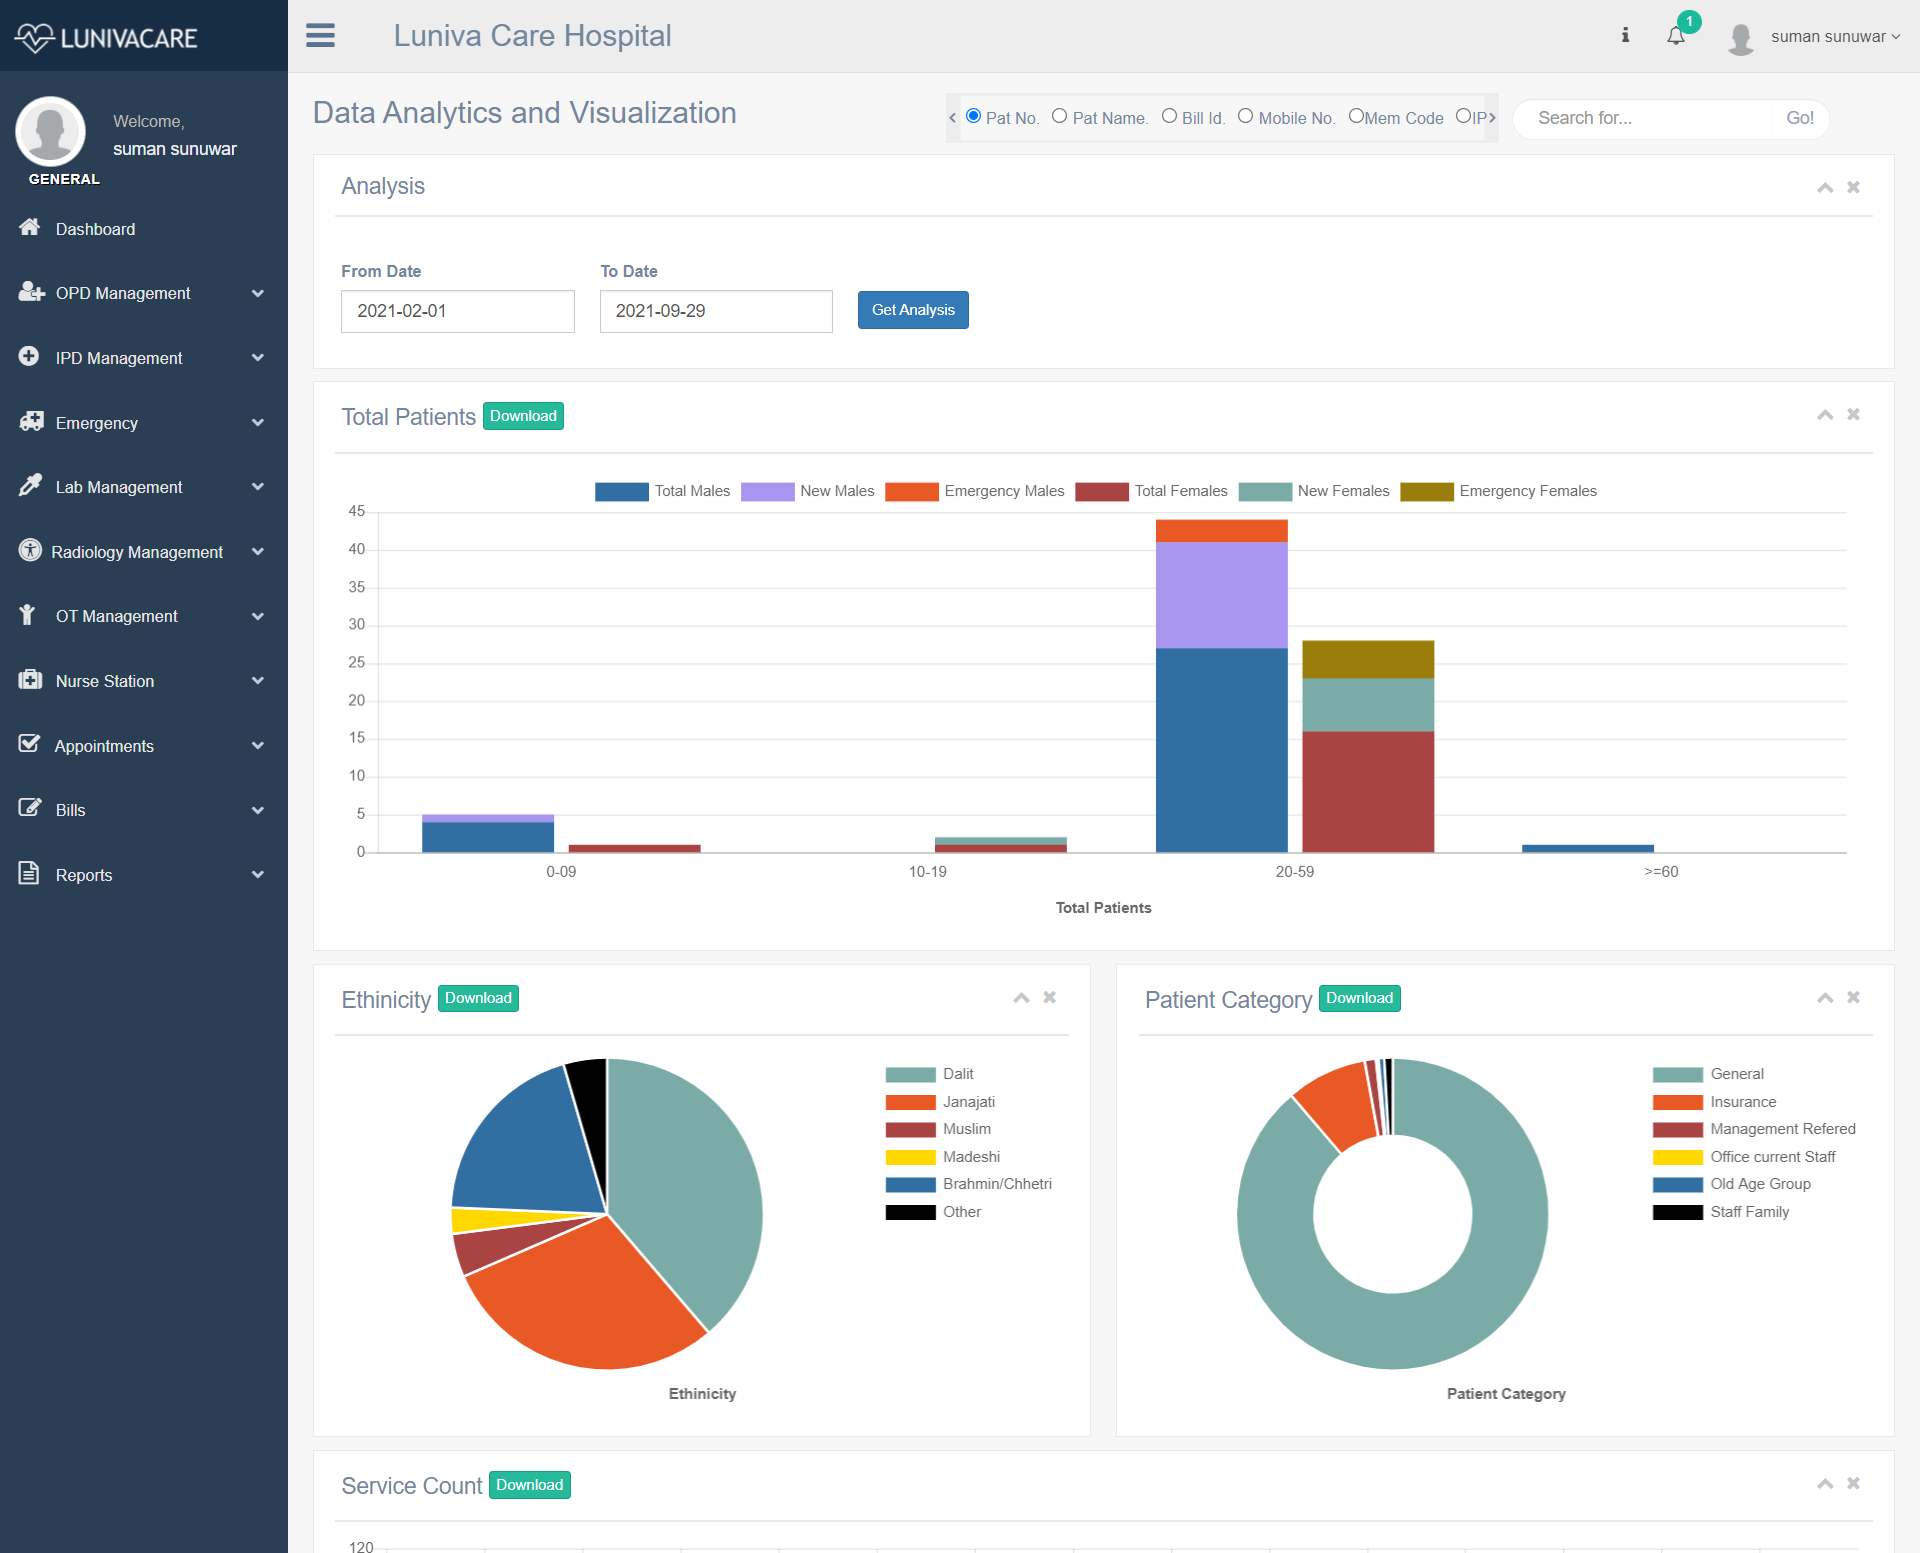 LUNIVACARE
Luniva Care Hospital
1
suman sunuwar
Welcome,
suman sunuwar
GENERAL
Dashboard
OPD Management
IPD Management
Emergency
Lab Management
Radiology Management
OT Management
Nurse Station
Appointments
Bills
Reports
Data Analytics and Visualization
Pat No. Pat Name. Bill Id. Mobile No. Mem Code IP
Search for... Go!
Analysis
From Date To Date
2021-02-01 2021-09-29 Get Analysis
Total Patients Download
Total Males New Males Emergency Males Total Females New Females Emergency Females
45
40
35
30
25
20
15
10
5
0
0-09 10-19 20-59 >=60
Total Patients
Ethinicity Download
Dalit
Janajati
Muslim
Madeshi
Brahmin/Chhetri
Other
Ethinicity
Patient Category Download
General
Insurance
Management Refered
Office current Staff
Old Age Group
Staff Family
Patient Category
Service Count Download
120